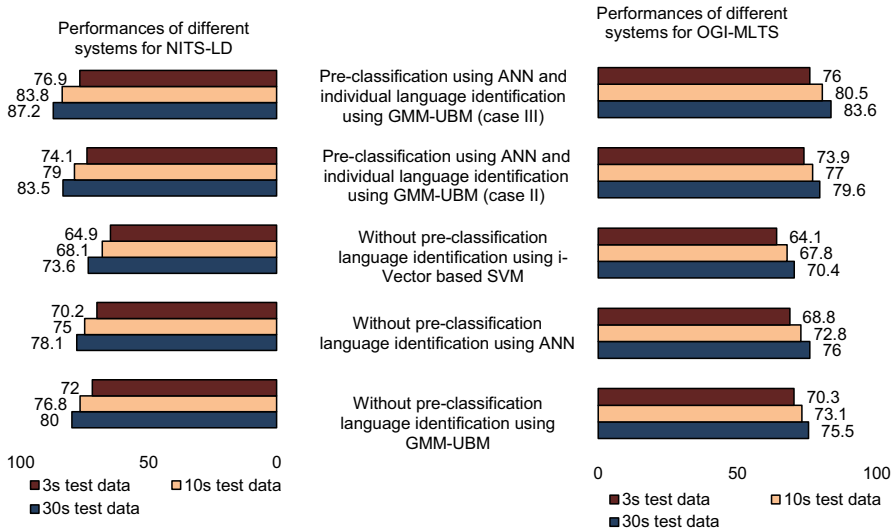 Performances of different
systems for NITS-LD
76.9
83.8
87.2
74.1
79
83.5
64.9
68.1
73.6
70.2
75
78.1
72
76.8
80
100 50 0
3s test data 10s test data
30s test data
Pre-classification using ANN and
individual language identification
using GMM-UBM (case III)
Pre-classification using ANN and
individual language identification
using GMM-UBM (case II)
Without pre-classification
language identification using i-
Vector based SVM
Without pre-classification
language identification using ANN
Without pre-classification
language identification using
GMM-UBM
Performances of different
systems for OGI-MLTS
76
80.5
83.6
73.9
77
79.6
64.1
67.8
70.4
68.8
72.8
76
70.3
73.1
75.5
0 50 100
3s test data 10s test data
30s test data